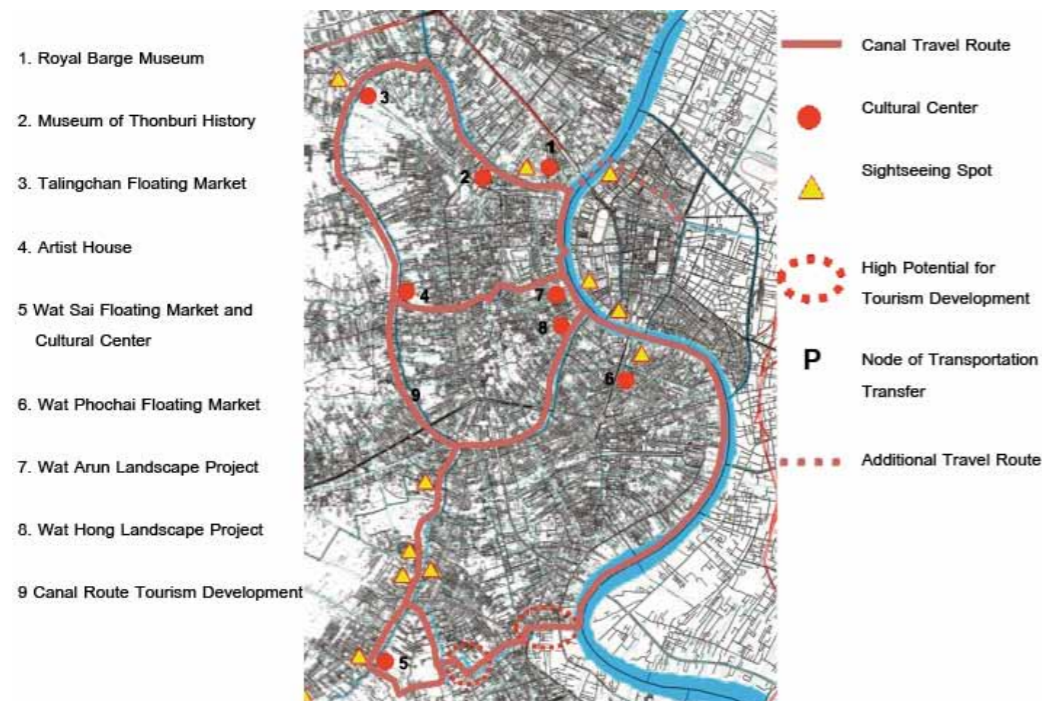 1. Royal Barge Museum
2. Museum of Thonburi History
3. Talingchan Floating Market
4. Artist House
5 Wat Sai Floating Market and
Cultural Center
6. Wat Phochai Floating Market
7. Wat Arun Landscape Project
8. Wat Hong Landscape Project
9 Canal Route Tourism Development
3
1
2
4
7
8
6
9
5
Canal Travel Route
Cultural Center
Sightseeing Spot
High Potential for
Tourism Development
P Node of Transportation
Transfer
Additional Travel Route